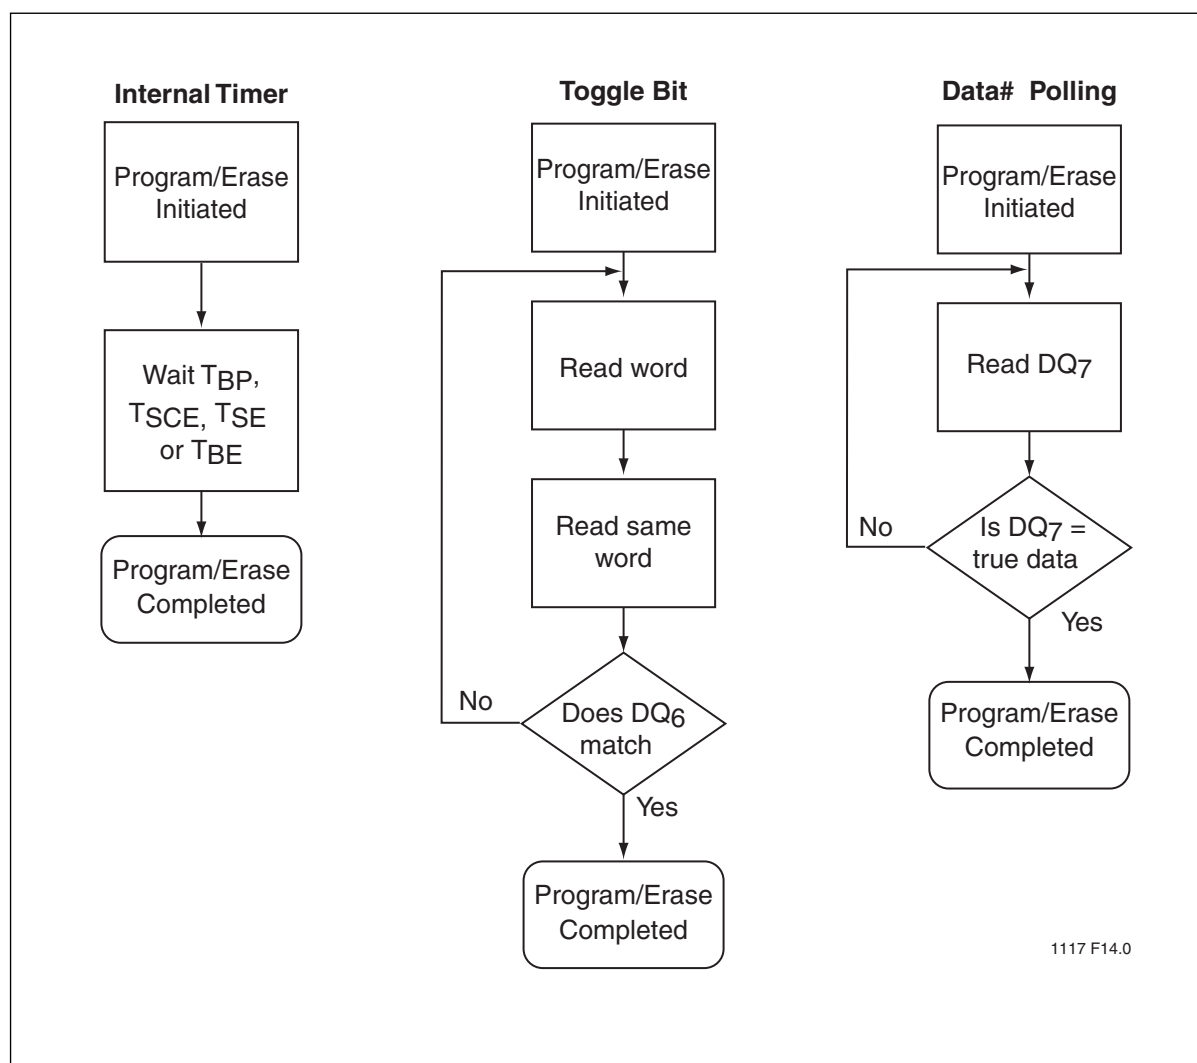 Internal Timer
Program/Erase
Initiated
Wait TBP,
TSCE, TSE
or TBE
Program/Erase
Completed
Toggle Bit
Program/Erase
Initiated
Read word
Read same
word
No
Does DQ6
match
Yes
Program/Erase
Completed
Data# Polling
Program/Erase
Initiated
Read DQ7
No
Is DQ7 =
true data
Yes
Program/Erase
Completed
1117 F14.0